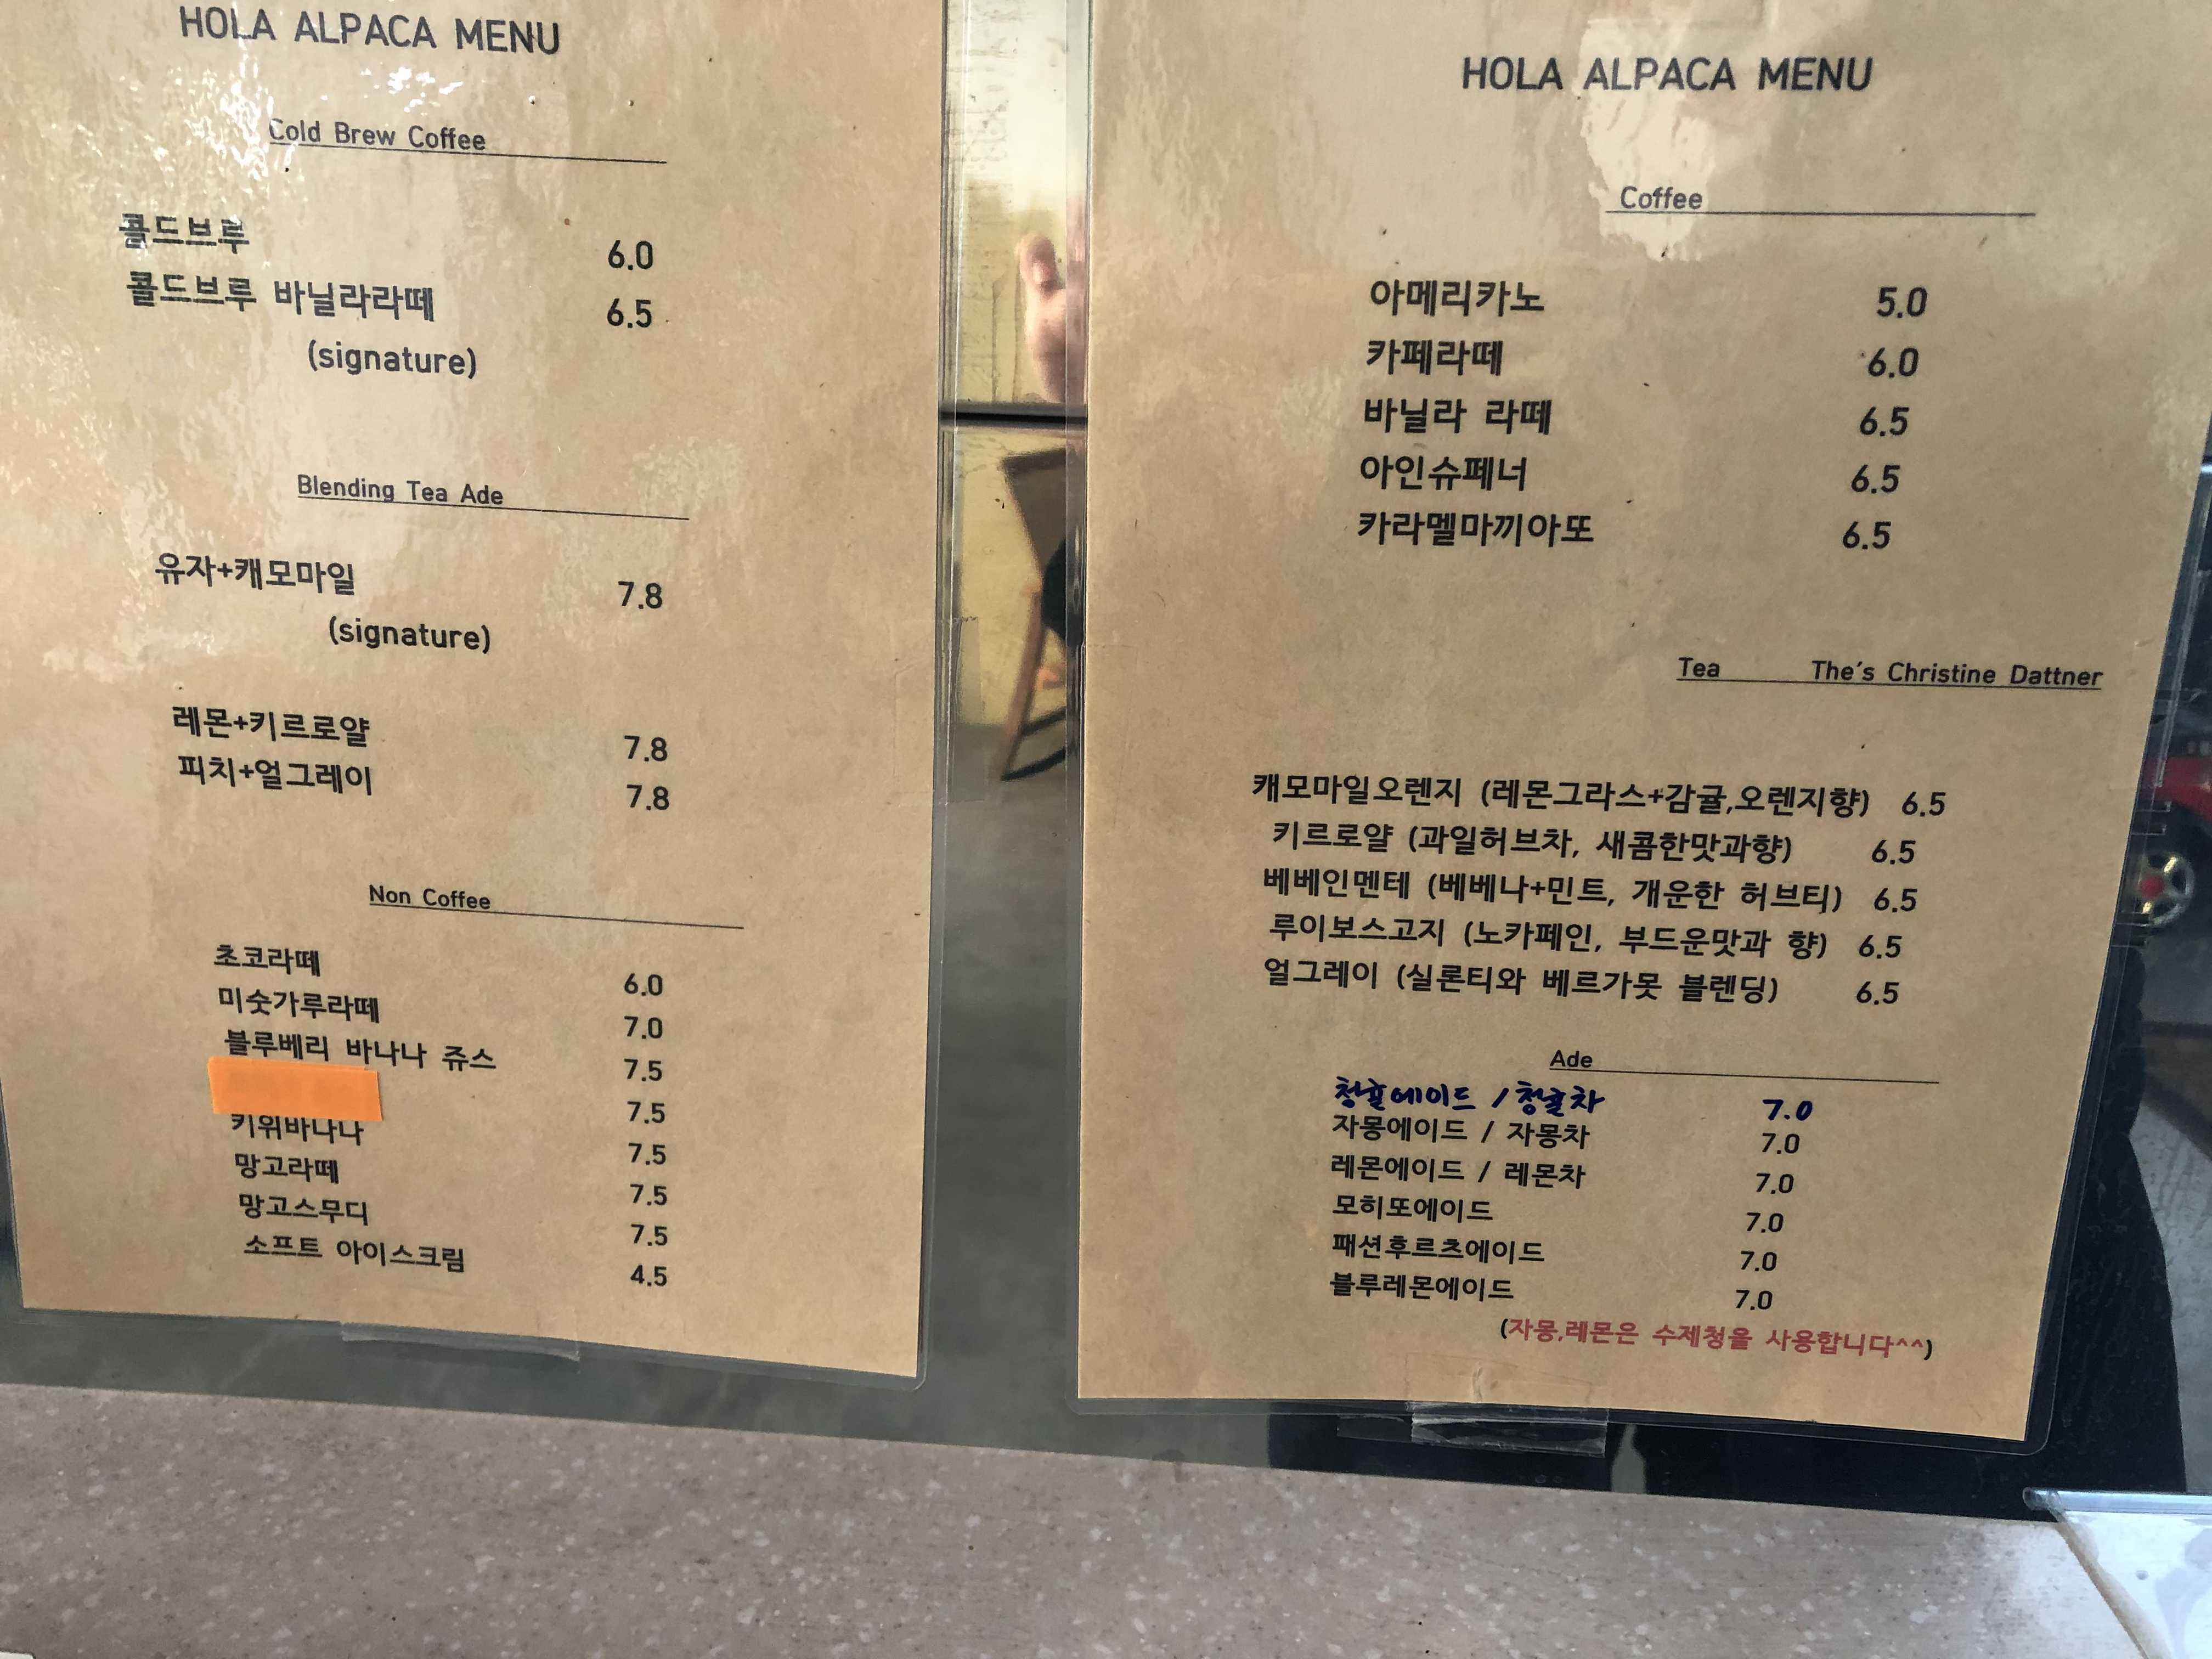 HOLA ALPACA MENU
Cold Brew Coffee
콜드브루 6.0
콜드브루 바닐라라떼 6.5
(signature)
Blending Tea Ade
유자+캐모마일 7.8
(signature)
레몬+키르로얄 7.8
피치+얼그레이 7.8
Non Coffee
초코라떼 6.0
미숫가루라떼 7.0
블루베리 바나나 쥬스 7.5
7.5
키위바나나 7.5
망고라떼 7.5
망고스무디 7.5
소프트 아이스크림 4.5
HOLA ALPACA MENU
Coffee
아메리카노 5.0
카페라떼 6.0
바닐라 라떼 6.5
아인슈페너 6.5
카라멜마끼아또 6.5
Tea The's Christine Dattner
캐모마일오렌지 (레몬그라스+감귤,오렌지향) 6.5
키르로얄 (과일허브차, 새콤한맛과향) 6.5
베베인멘테 (베베나+민트, 개운한 허브티) 6.5
루이보스고지 (노카페인, 부드운맛과 향) 6.5
얼그레이 (실론티와 베르가못 블렌딩) 6.5
Ade
청귤에이드 / 청귤차 7.0
자몽에이드 / 자몽차 7.0
레몬에이드 / 레몬차 7.0
모히또에이드 7.0
패션후르츠에이드 7.0
블루레몬에이드 7.0
(자몽,레몬은 수제청을 사용합니다^^)